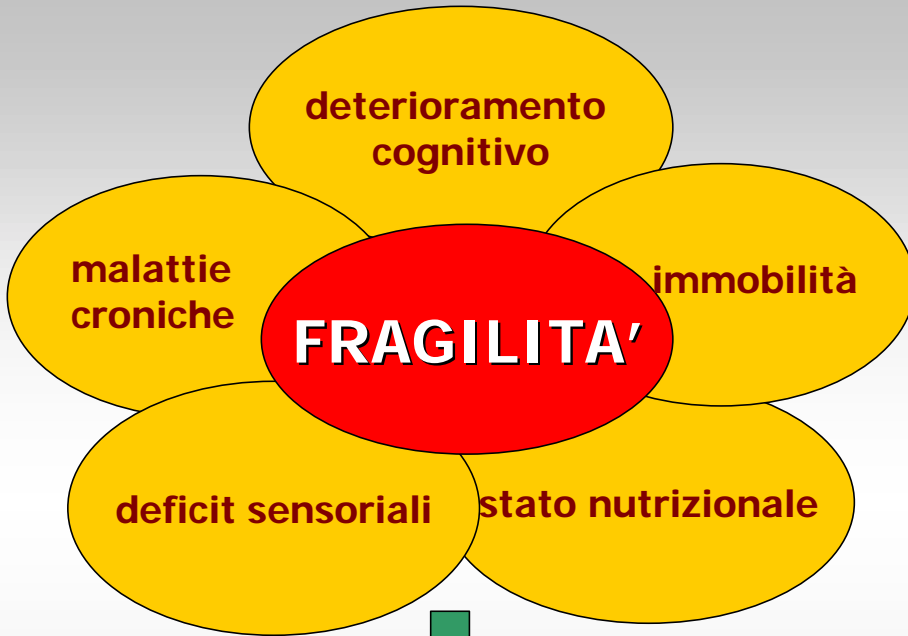 deterioramento
cognitivo
malattie
croniche
immobilità
FRAGILITA’
deficit sensoriali
stato nutrizionale